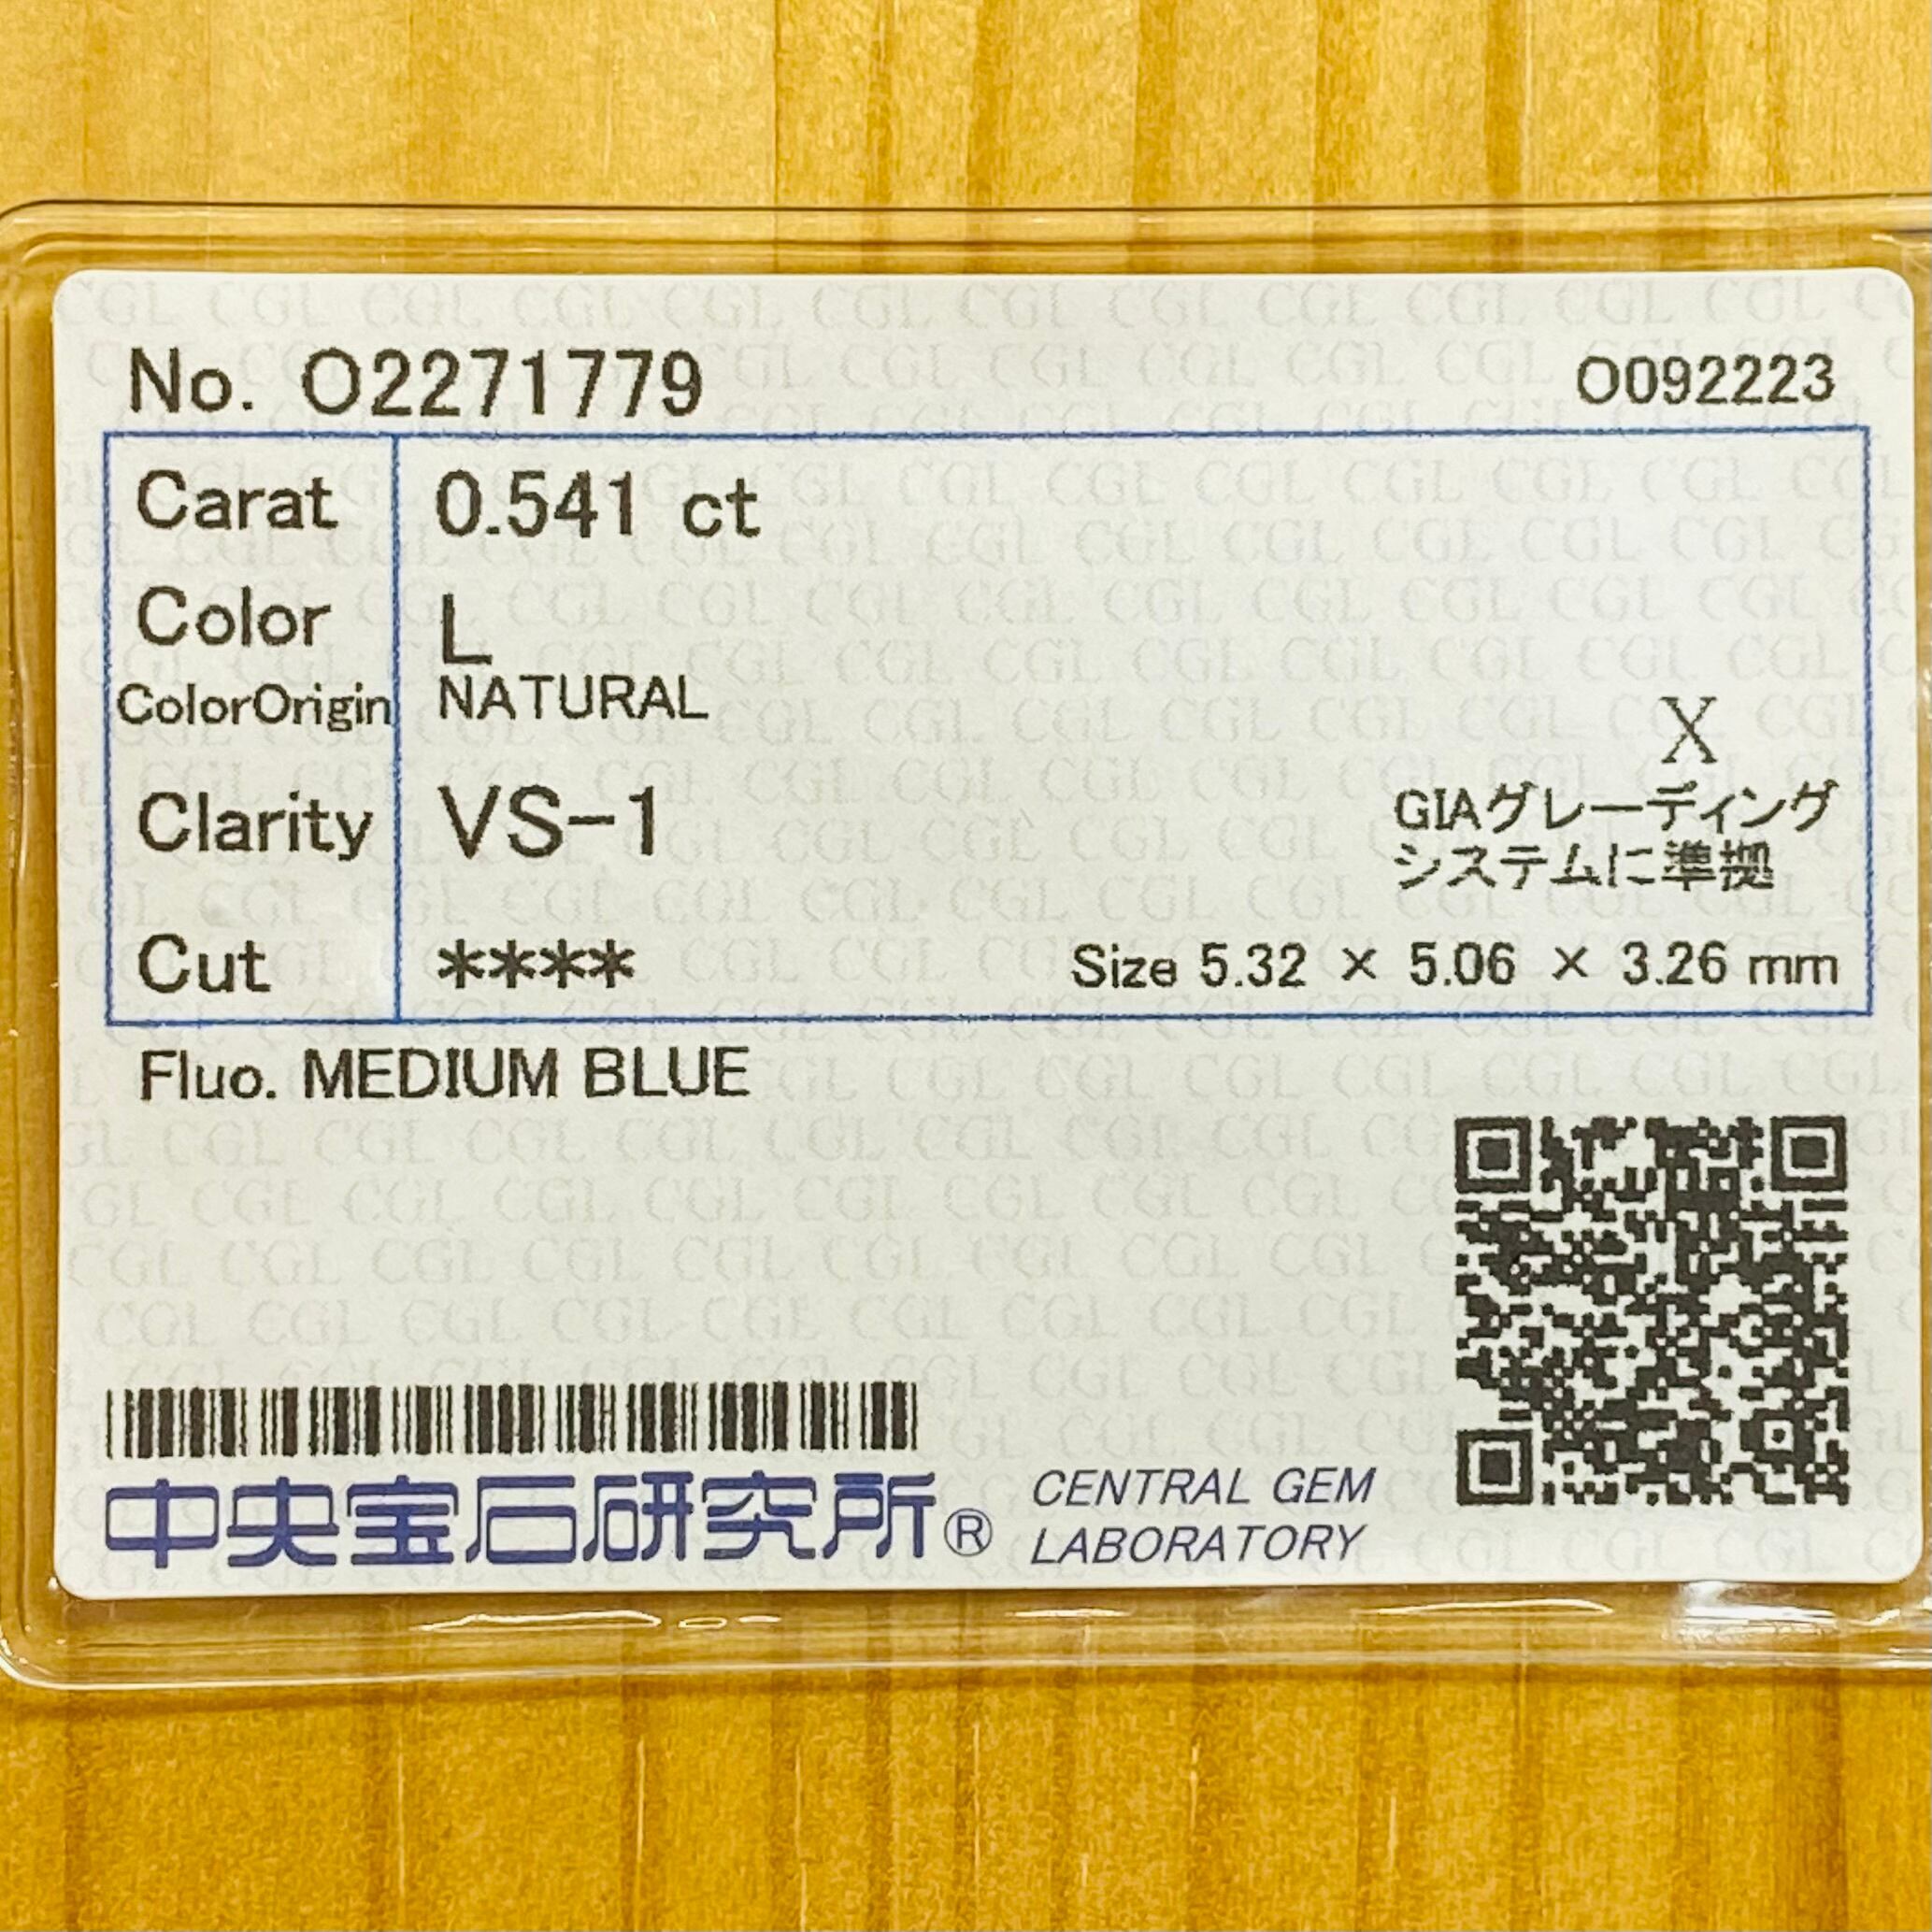 No. O2271779
O092223
Carat 0.541 ct
Color L
ColorOrigin NATURAL
X
Clarity VS-1
GIAグレーディング
システムに準拠
Cut ****
Size 5.32 × 5.06 × 3.26 mm
Fluo. MEDIUM BLUE
中央宝石研究所®
CENTRAL GEM
LABORATORY